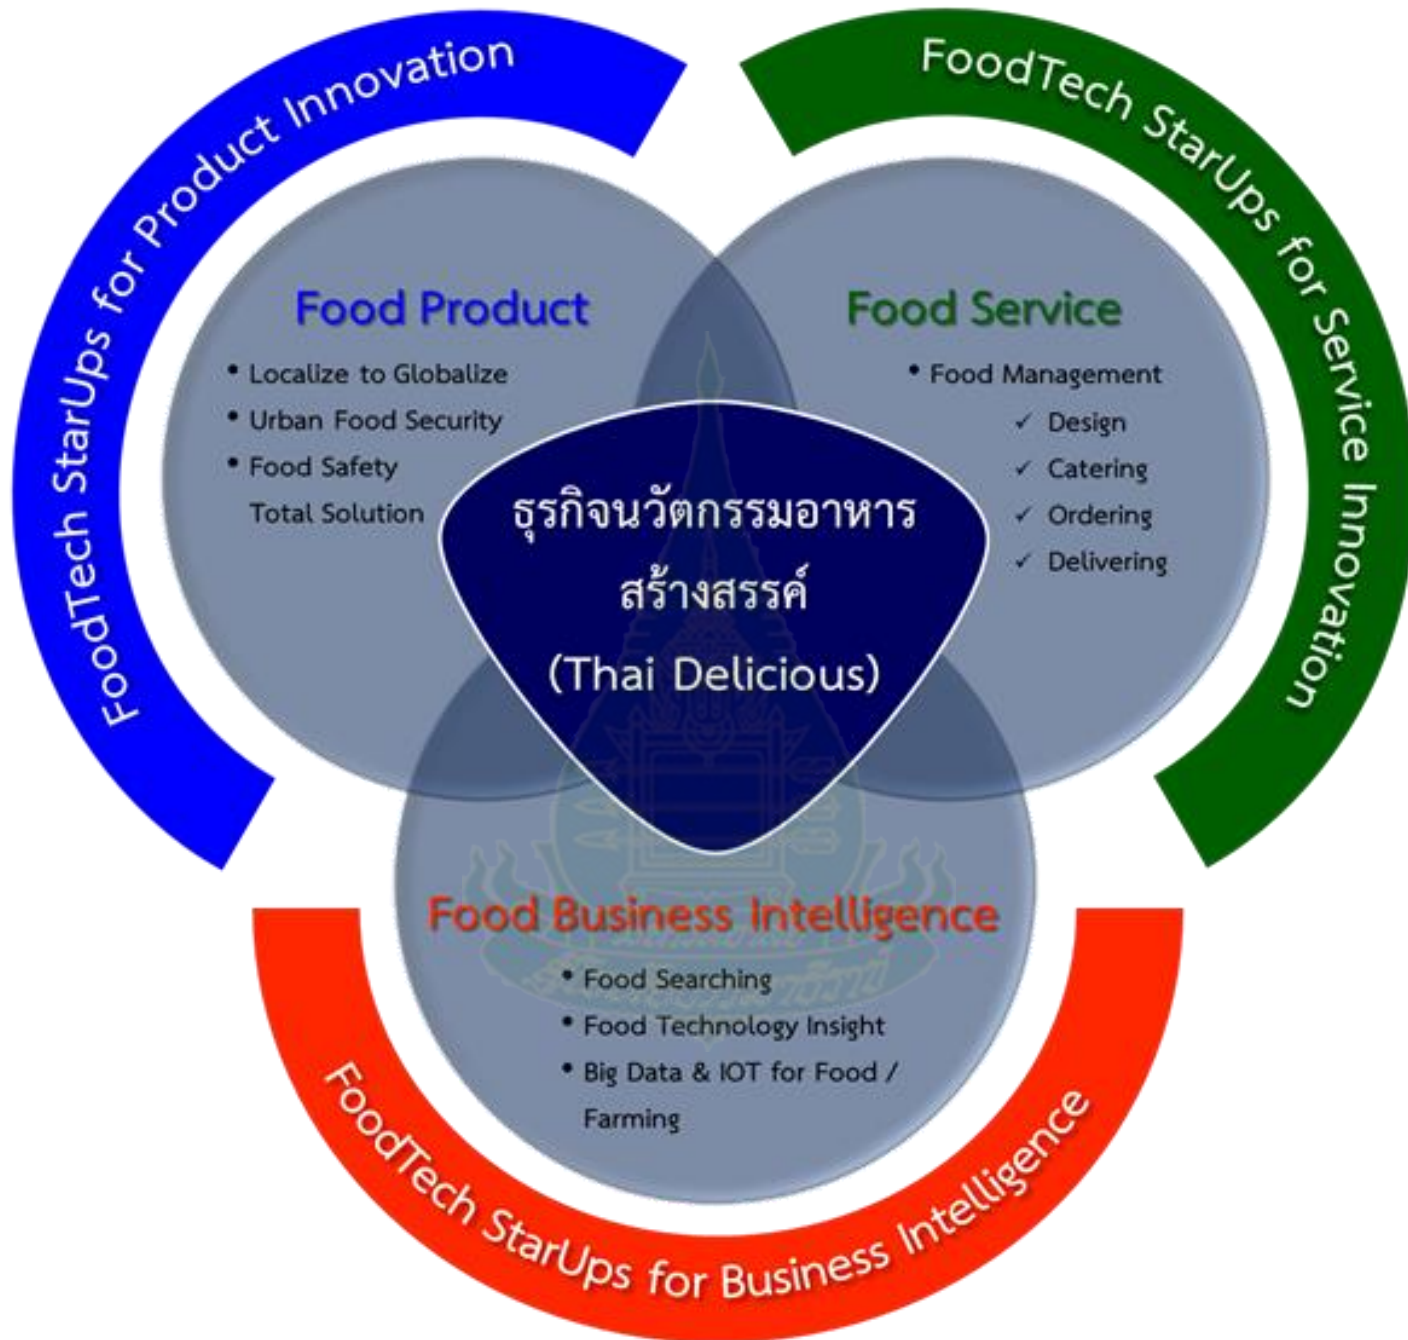 FoodTech StarUps for Product Innovation
FoodTech StarUps for Service Innovation
Food Product
• Localize to Globalize
• Urban Food Security
• Food Safety
Total Solution
Food Service
• Food Management
✓ Design
✓ Catering
✓ Ordering
✓ Delivering
ธุรกิจนวัตกรรมอาหาร
สร้างสรรค์
(Thai Delicious)
Food Business Intelligence
• Food Searching
• Food Technology Insight
• Big Data & IOT for Food /
Farming
FoodTech StarUps for Business Intelligence